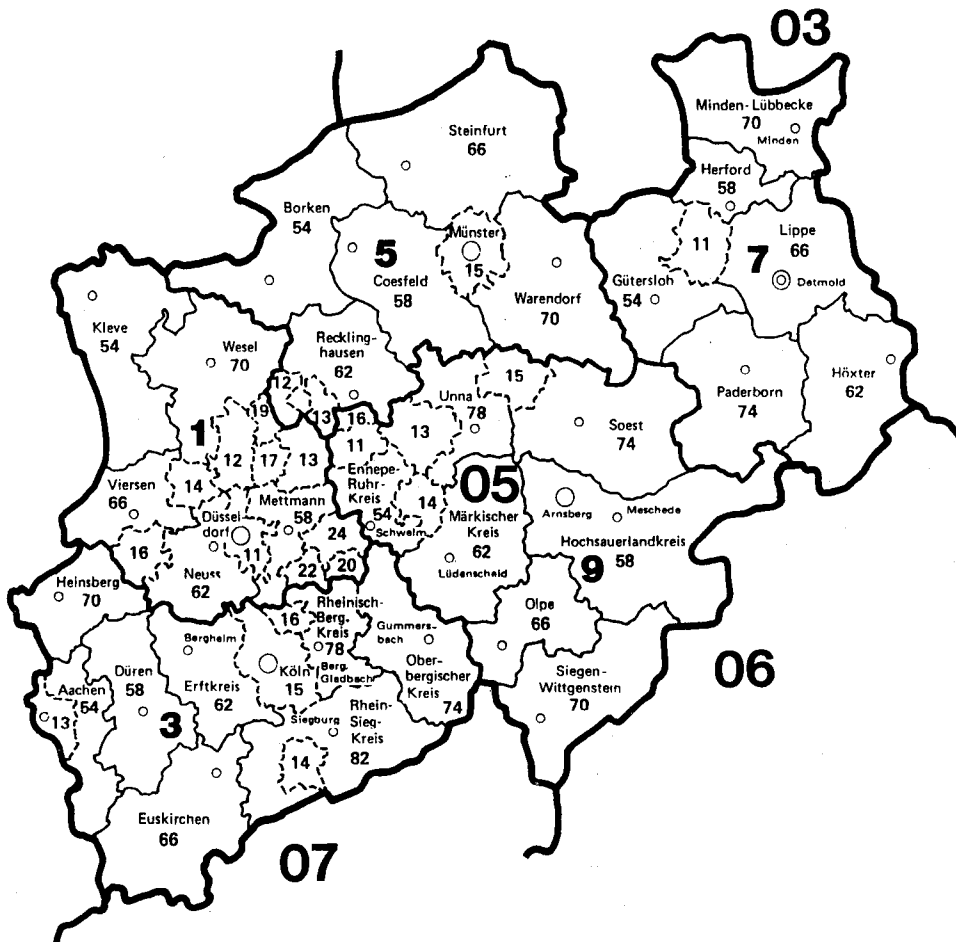 03
Minden-Lübbecke
70
Minden
Steinfurt
66
Herford
58
Borken
54
Münster
15
5
Coesfeld
58
Warendorf
70
11
Lippe
66
7
Detmold
Gütersloh
54
Kleve
54
Wesel
70
Reckling-
hausen
62
12
13
15
Unna
78
Paderborn
74
Höxter
62
Soest
74
19
16
1
12
17
13
11
13
14
Viersen
66
Mettmann
58
Ennepe-
Ruhr-
Kreis
54
Schwelm
14
05
Märkischer
Kreis
62
Lüdenscheid
Arnsberg
Meschede
Hochsauerlandkreis
58
9
Düssel-
dorf
11
24
16
Neuss
62
22
20
Heinsberg
70
Rheinisch-
Berg.
Kreis
78
Berg.
Gladbach
16
Gummers-
bach
Olpe
66
Bergheim
Köln
15
Ober-
bergischer
Kreis
74
06
Siegen-
Wittgenstein
70
Aachen
54
13
Düren
58
Erftkreis
62
3
Siegburg
Rhein-
Sieg-
Kreis
82
14
Euskirchen
66
07